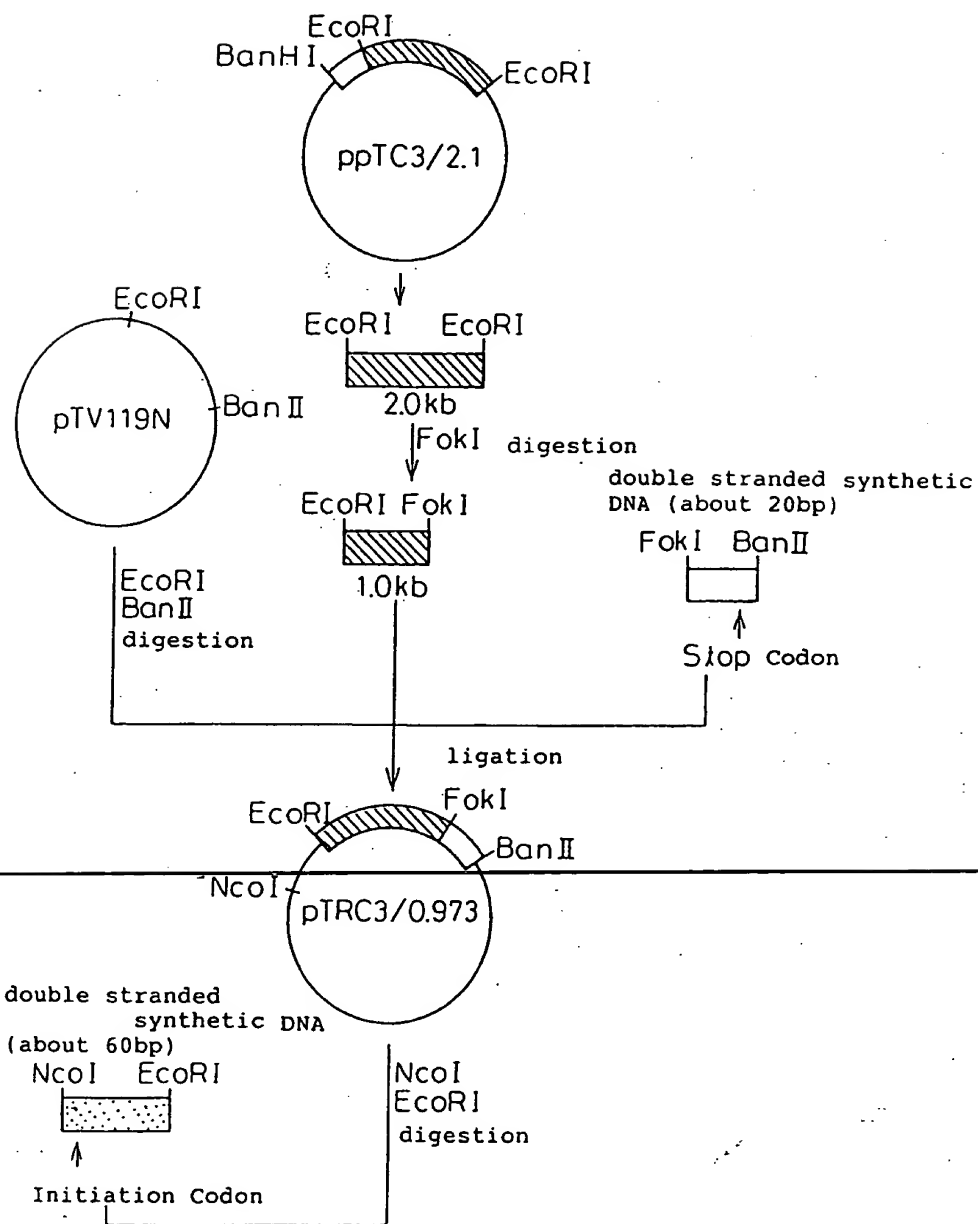 EcoRI
BanHI
EcoRI
ppTC3/2.1
EcoRI
EcoRI EcoRI
pTV119N
BanII
2.0kb
FokI digestion
double stranded synthetic
DNA (about 20bp)
EcoRI FokI
FokI BanII
1.0kb
EcoRI
BanII
digestion
Stop Codon
ligation
EcoRI
FokI
BanII
NcoI
pTRC3/0.973
double stranded
synthetic DNA
(about 60bp)
NcoI EcoRI
NcoI
EcoRI
digestion
Initiation Codon